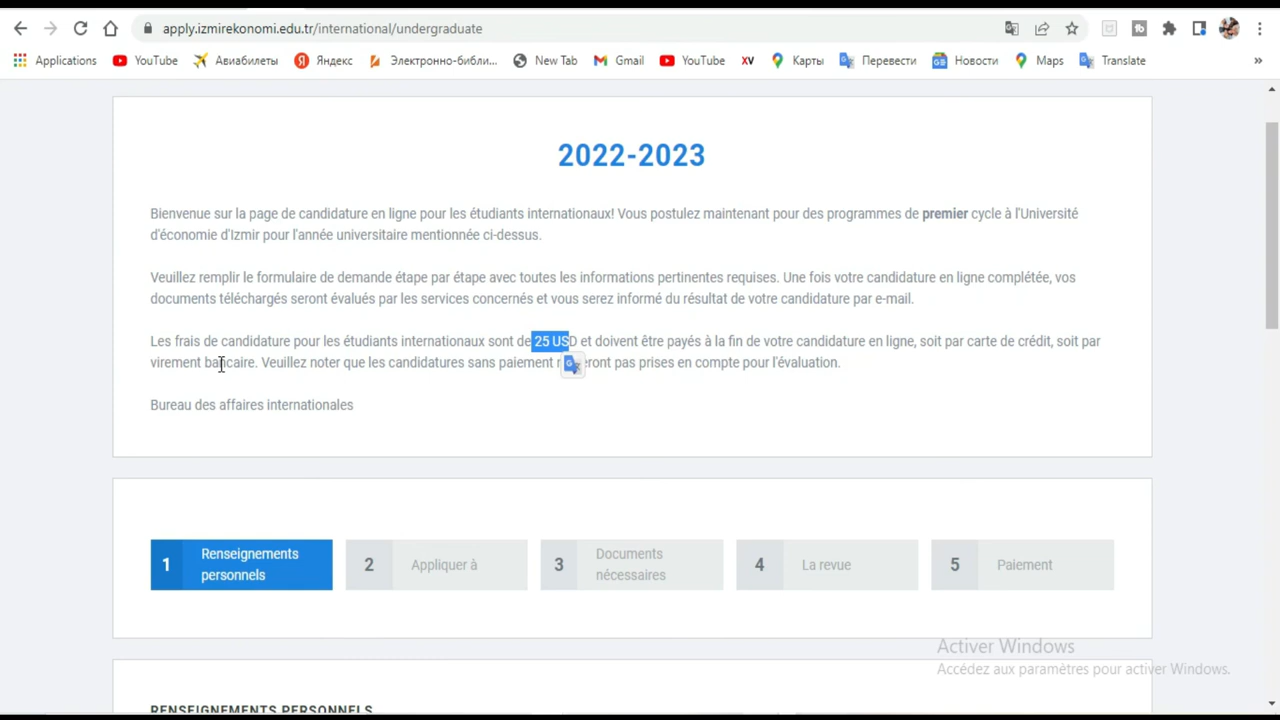 apply.izmirekonomi.edu.tr/international/undergraduate
Applications YouTube Авиабилеты Яндекс Электронно-библи... New Tab Gmail YouTube XV Карты Перевести Новости Maps Translate »
2022-2023
Bienvenue sur la page de candidature en ligne pour les étudiants internationaux! Vous postulez maintenant pour des programmes de premier cycle à l'Université
d'économie d'Izmir pour l'année universitaire mentionnée ci-dessus.
Veuillez remplir le formulaire de demande étape par étape avec toutes les informations pertinentes requises. Une fois votre candidature en ligne complétée, vos
documents téléchargés seront évalués par les services concernés et vous serez informé du résultat de votre candidature par e-mail.
Les frais de candidature pour les étudiants internationaux sont de 25 USD et doivent être payés à la fin de votre candidature en ligne, soit par carte de crédit, soit par
virement bancaire. Veuillez noter que les candidatures sans paiement pas prises en compte pour l'évaluation.
Bureau des affaires internationales
1 Renseignements personnels
2 Appliquer à
3 Documents nécessaires
4 La revue
5 Paiement
Activer Windows
Accédez aux paramètres pour activer Windows.
RENSEIGNEMENTS PERSONNELS